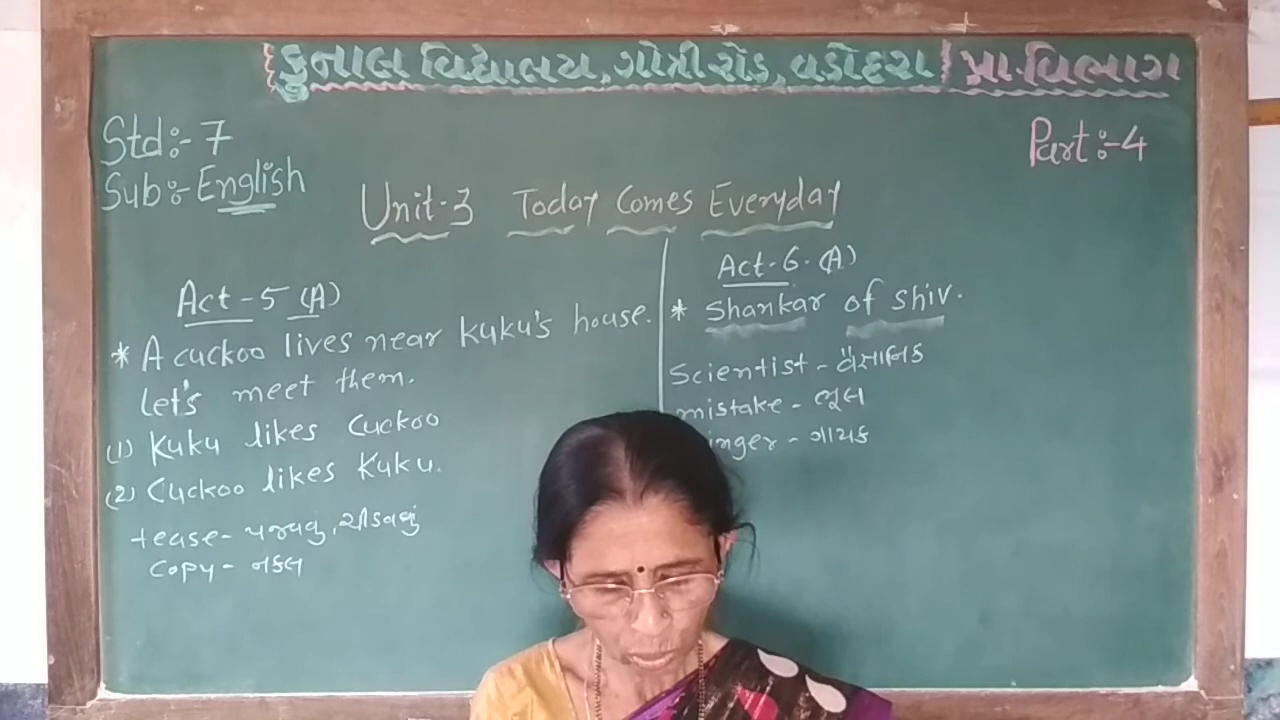 કુનાલ વિદ્યાલય, ગોત્રી રોડ, વડોદરા | પ્રા. વિભાગ
Std:- 7
Part:-4
Sub:- English
Unit-3 Today Comes Everyday
Act-5 (A)
* A cuckoo lives near Kuku's house.
let's meet them.
(1) Kuku likes Cuckoo
(2) Cuckoo likes Kuku.
tease- પજવવું, ચીડવવું
Copy - નકલ
Act-6-(A)
* Shankar of Shiv.
Scientist - વૈજ્ઞાનિક
mistake - ભૂલ
inger - ગાયક